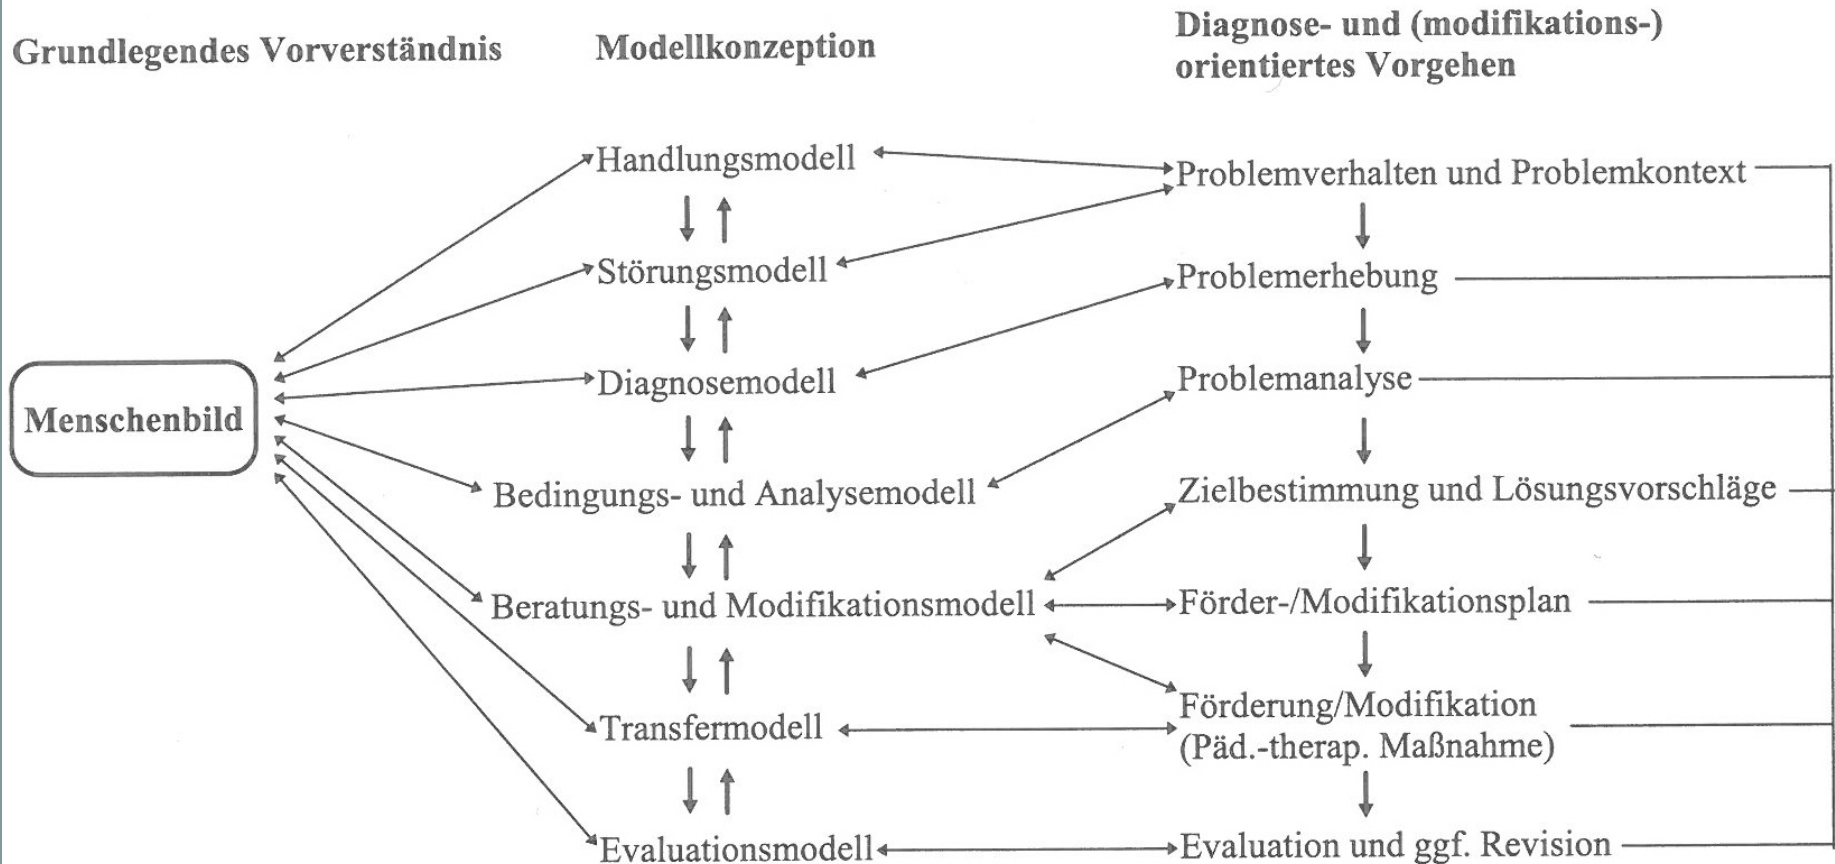 Grundlegendes Vorverständnis
Modellkonzeption
Diagnose- und (modifikations-)
orientiertes Vorgehen
Menschenbild
Handlungsmodell
Störungsmodell
Diagnosemodell
Bedingungs- und Analysemodell
Beratungs- und Modifikationsmodell
Transfermodell
Evaluationsmodell
Problemverhalten und Problemkontext
Problemerhebung
Problemanalyse
Zielbestimmung und Lösungsvorschläge
Förder-/Modifikationsplan
Förderung/Modifikation
(Päd.-therap. Maßnahme)
Evaluation und ggf. Revision